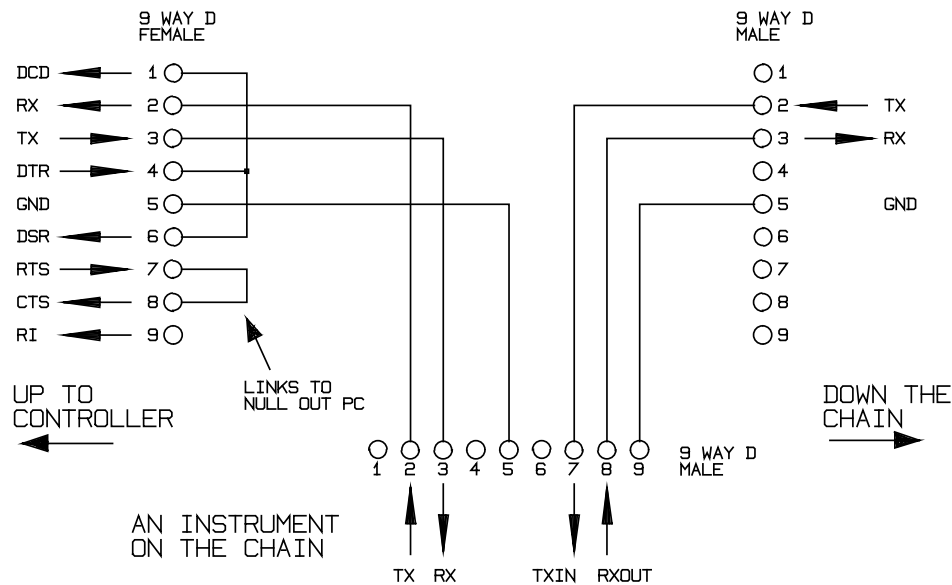 9 WAY D
FEMALE
9 WAY D
MALE
DCD 1 1
RX 2 2 TX
TX 3 3 RX
DTR 4 4
GND 5 5 GND
DSR 6 6
RTS 7 7
CTS 8 8
RI 9 9
LINKS TO
NULL OUT PC
UP TO
CONTROLLER
DOWN THE
CHAIN
1 2 3 4 5 6 7 8 9
9 WAY D
MALE
AN INSTRUMENT
ON THE CHAIN
TX RX TXIN RXOUT